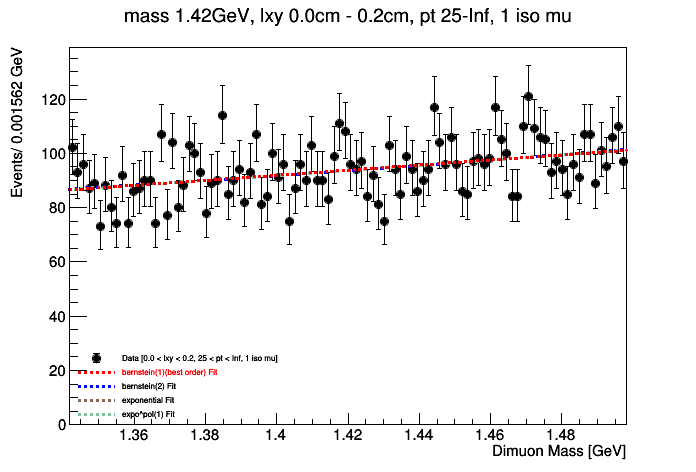 mass 1.42GeV, lxy 0.0cm - 0.2cm, pt 25-Inf, 1 iso mu
Events/ 0.001562 GeV
120
100
80
60
40
20
0
Data [0.0 < lxy < 0.2, 25 < pt < Inf, 1 iso mu]
bernstein(1)(best order) Fit
bernstein(2) Fit
exponential Fit
expo*pol(1) Fit
1.36 1.38 1.4 1.42 1.44 1.46 1.48
Dimuon Mass [GeV]